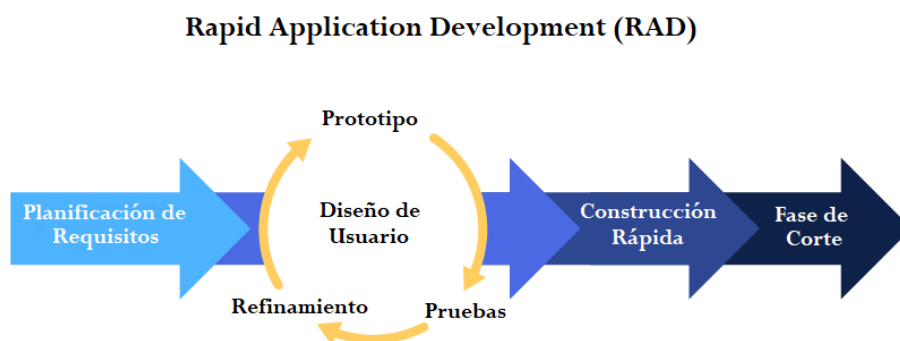 Rapid Application Development (RAD)
Prototipo
Planificación de
Requisitos
Diseño de
Usuario
Construcción
Rápida
Fase de
Corte
Refinamiento
Pruebas